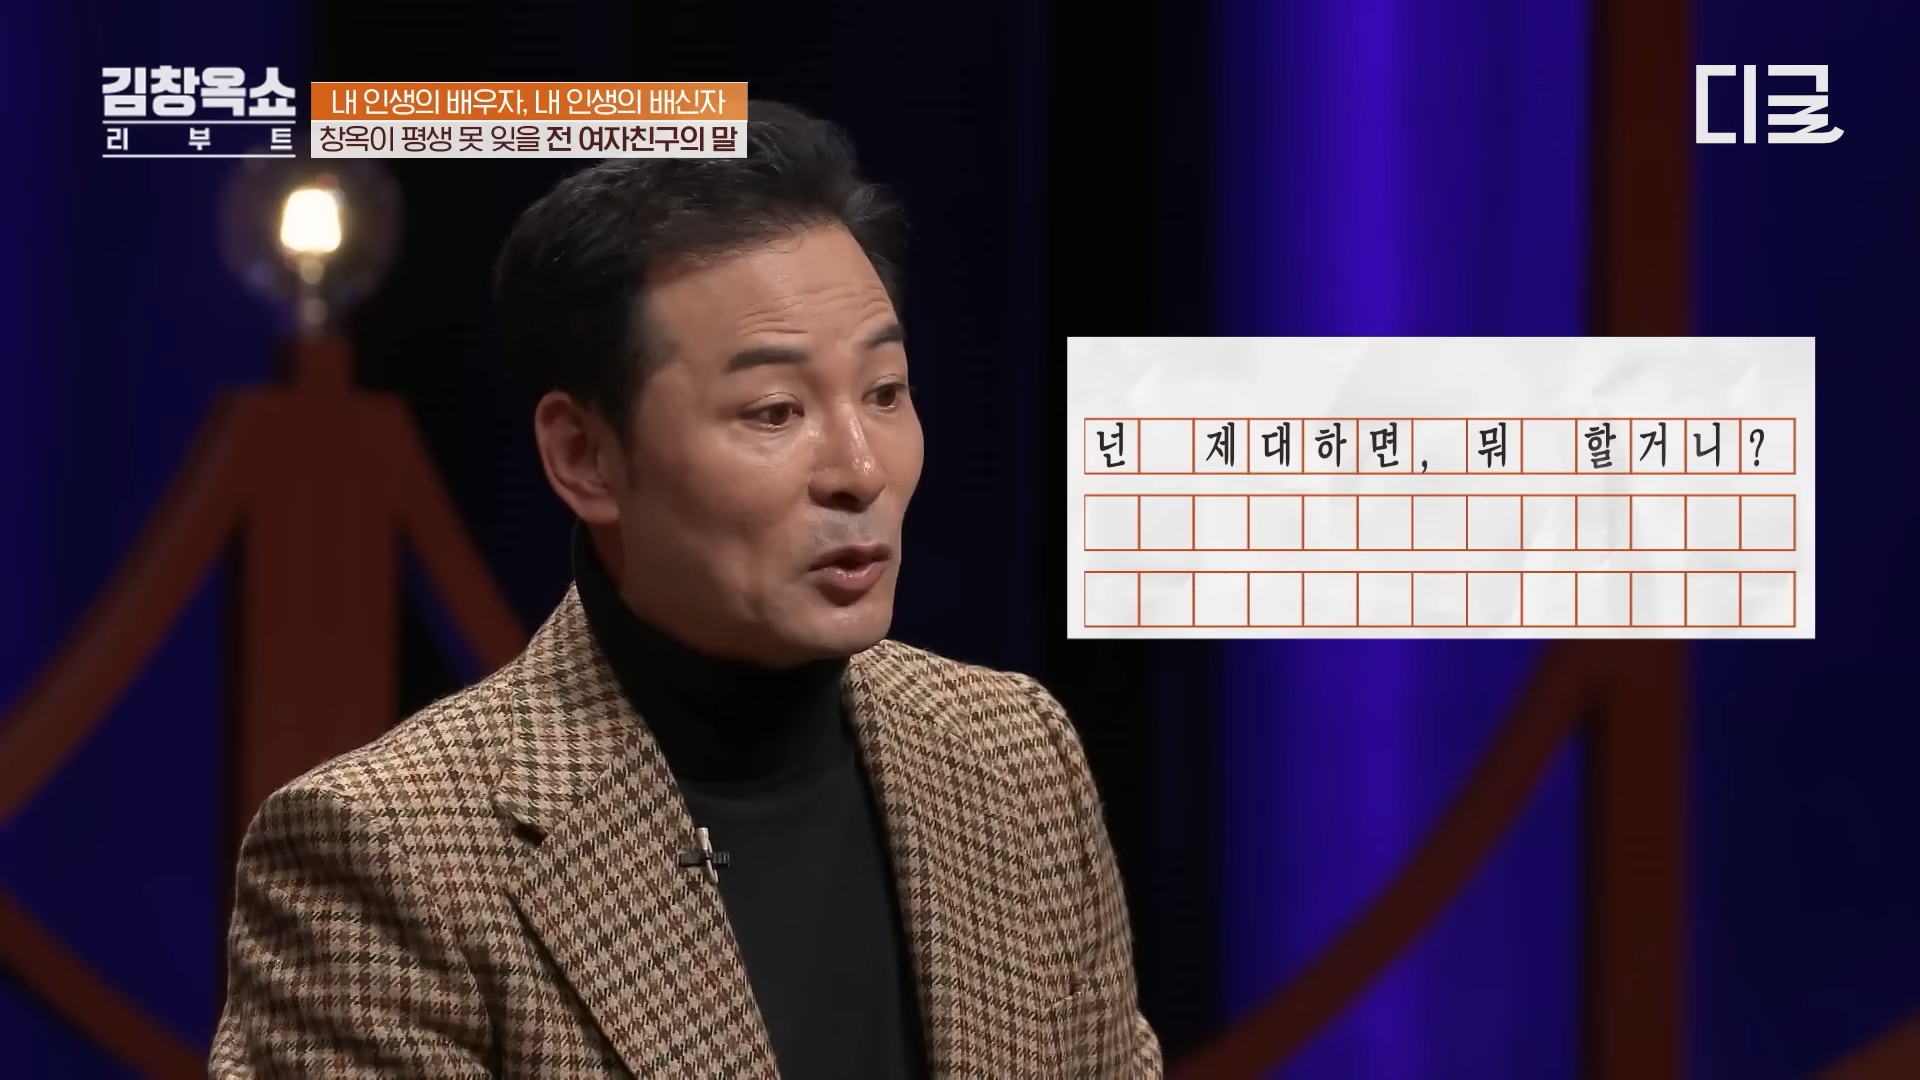 김창옥쇼
리부트
내 인생의 배우자, 내 인생의 배신자
창옥이 평생 못 잊을 전 여자친구의 말
디글
넌 제대하면, 뭐 할거니?